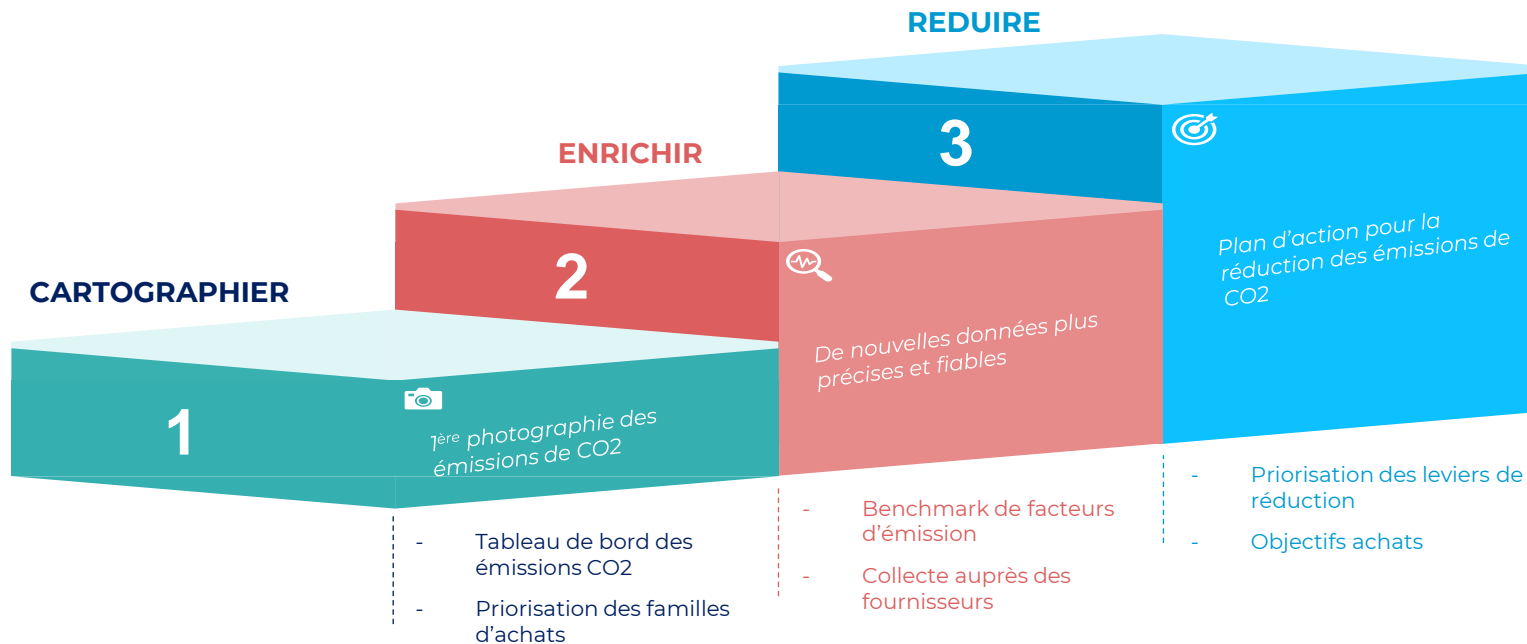 CARTOGRAPHIER
1
1ère photographie des
émissions de CO2
- Tableau de bord des
émissions CO2
- Priorisation des familles
d’achats
ENRICHIR
2
De nouvelles données plus
précises et fiables
- Benchmark de facteurs
d’émission
- Collecte auprès des
fournisseurs
REDUIRE
3
Plan d’action pour la
réduction des émissions de
CO2
- Priorisation des leviers de
réduction
- Objectifs achats